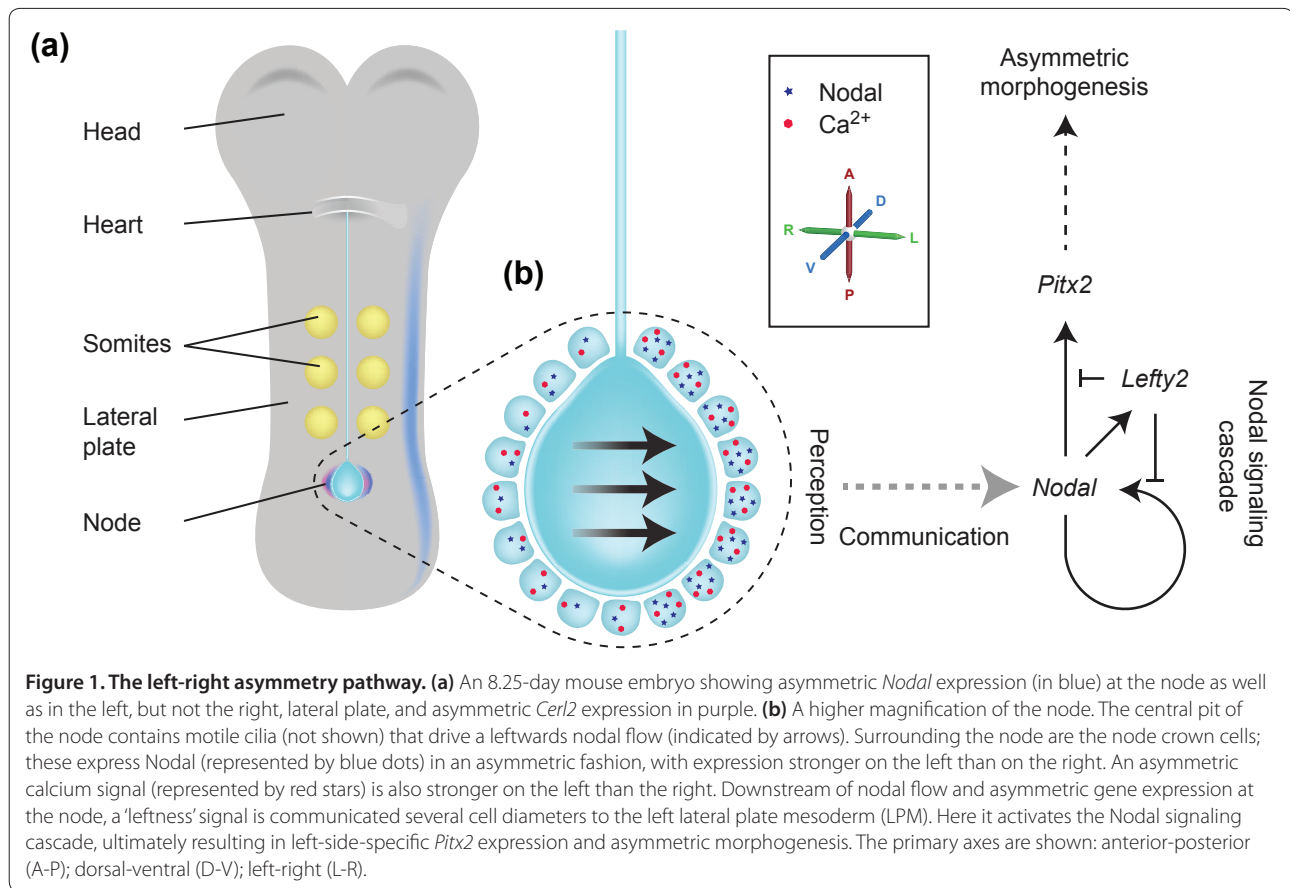 (a)
Head
Heart
Somites
Lateral
plate
Node
(b)
Nodal
Ca²⁺
A
D
R
L
V
P
Perception
Communication
Asymmetric
morphogenesis
Pitx2
Lefty2
Nodal
Nodal signaling
cascade
Figure 1. The left-right asymmetry pathway. (a) An 8.25-day mouse embryo showing asymmetric Nodal expression (in blue) at the node as well
as in the left, but not the right, lateral plate, and asymmetric Cerl2 expression in purple. (b) A higher magnification of the node. The central pit of
the node contains motile cilia (not shown) that drive a leftwards nodal flow (indicated by arrows). Surrounding the node are the node crown cells;
these express Nodal (represented by blue dots) in an asymmetric fashion, with expression stronger on the left than on the right. An asymmetric
calcium signal (represented by red stars) is also stronger on the left than the right. Downstream of nodal flow and asymmetric gene expression at
the node, a ‘leftness’ signal is communicated several cell diameters to the left lateral plate mesoderm (LPM). Here it activates the Nodal signaling
cascade, ultimately resulting in left-side-specific Pitx2 expression and asymmetric morphogenesis. The primary axes are shown: anterior-posterior
(A-P); dorsal-ventral (D-V); left-right (L-R).